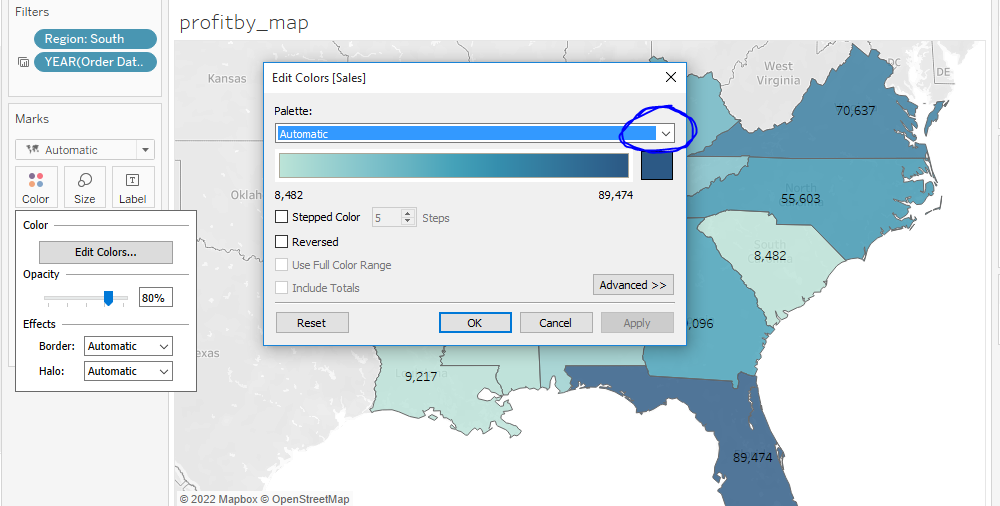 Filters
Region: South
YEAR(Order Dat..
Marks
Automatic
Color
Size
Label
Color
Edit Colors...
Opacity
80%
Effects
Border: Automatic
Halo: Automatic
profitby_map
Kansas
West
Virginia
DC
DE
70,637
North
55,603
South
8,482
,096
9,217
89,474
Edit Colors [Sales]
Palette:
Automatic
8,482 89,474
Stepped Color 5 Steps
Reversed
Use Full Color Range
Include Totals
Advanced >>
Reset OK Cancel Apply
© 2022 Mapbox © OpenStreetMap